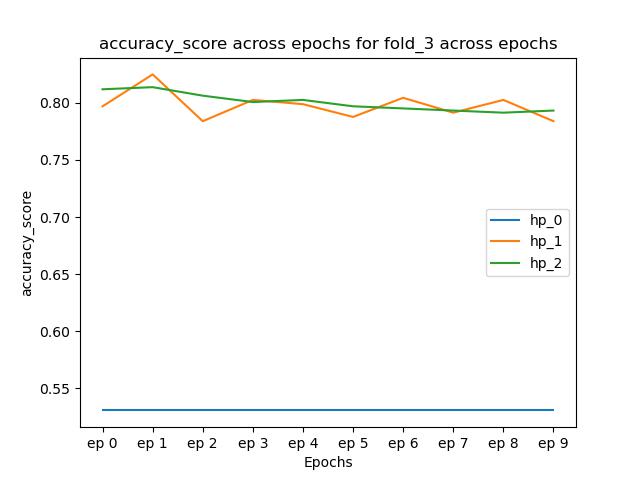 accuracy_score across epochs for fold_3 across epochs
accuracy_score
0.80
0.75
0.70
0.65
0.60
0.55
hp_0
hp_1
hp_2
ep 0 ep 1 ep 2 ep 3 ep 4 ep 5 ep 6 ep 7 ep 8 ep 9
Epochs